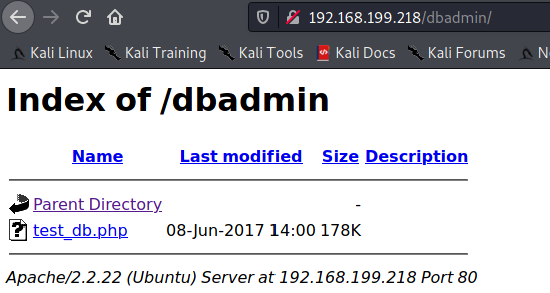 192.168.199.218/dbadmin/
Kali Linux Kali Training Kali Tools Kali Docs Kali Forums
Index of /dbadmin
Name Last modified Size Description
Parent Directory -
test_db.php 08-Jun-2017 14:00 178K
Apache/2.2.22 (Ubuntu) Server at 192.168.199.218 Port 80